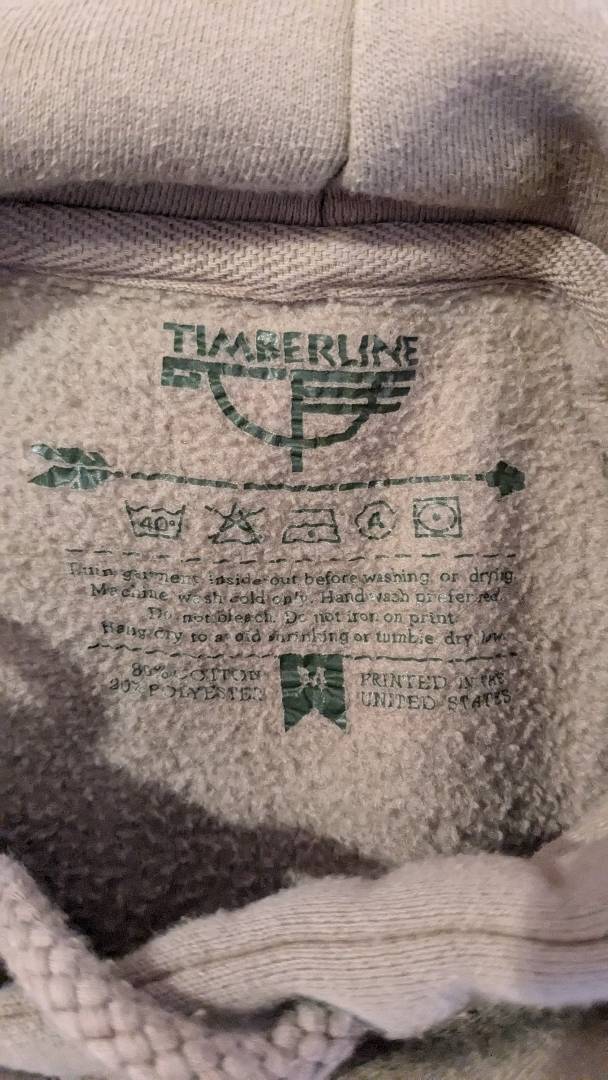 TIMBERLINE
40°
A
Turn garment inside out before washing or drying.
Machine wash cold only. Hand wash preferred.
Do not bleach. Do not iron on print.
Hang dry to avoid shrinking or tumble dry low.
80% COTTON
20% POLYESTER
PRINTED IN THE
UNITED STATES